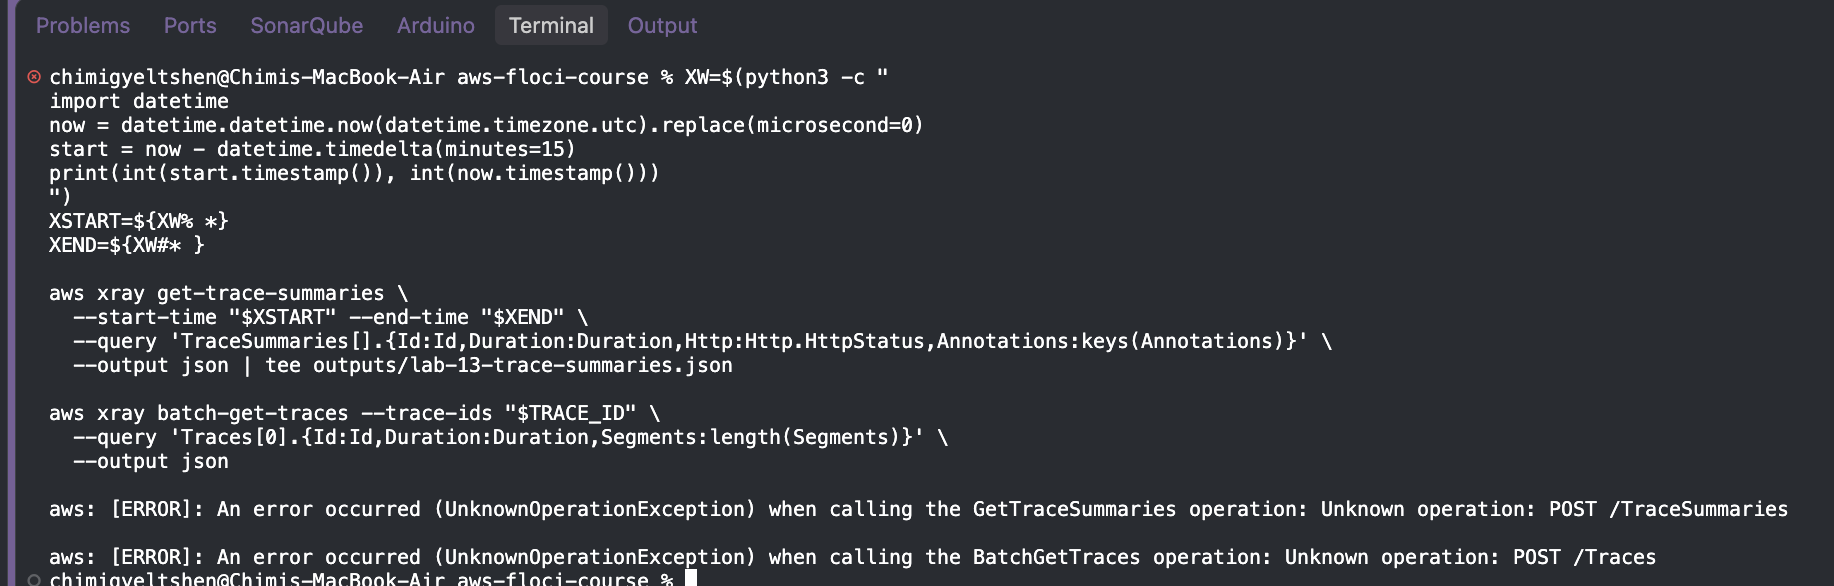 Problems Ports SonarQube Arduino Terminal Output
chimigyeltshen@Chimis-MacBook-Air aws-floci-course % XW=$(python3 -c "
import datetime
now = datetime.datetime.now(datetime.timezone.utc).replace(microsecond=0)
start = now - datetime.timedelta(minutes=15)
print(int(start.timestamp()), int(now.timestamp()))
")
XSTART=${XW% *}
XEND=${XW#* }
aws xray get-trace-summaries \
--start-time "$XSTART" --end-time "$XEND" \
--query 'TraceSummaries[].{Id:Id,Duration:Duration,Http:Http.HttpStatus,Annotations:keys(Annotations)}' \
--output json | tee outputs/lab-13-trace-summaries.json
aws xray batch-get-traces --trace-ids "$TRACE_ID" \
--query 'Traces[0].{Id:Id,Duration:Duration,Segments:length(Segments)}' \
--output json
aws: [ERROR]: An error occurred (UnknownOperationException) when calling the GetTraceSummaries operation: Unknown operation: POST /TraceSummaries
aws: [ERROR]: An error occurred (UnknownOperationException) when calling the BatchGetTraces operation: Unknown operation: POST /Traces
chimigyeltshen@Chimis-MacBook-Air aws-floci-course %